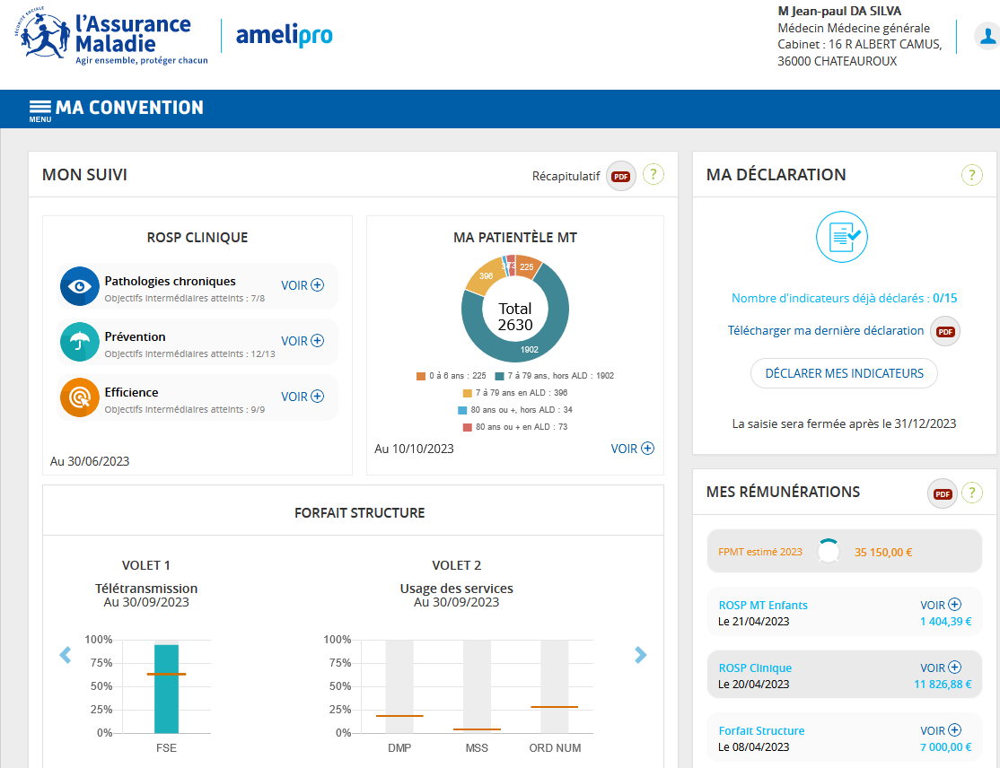 SÉCURITÉ SOCIALE
l'Assurance
Maladie
Agir ensemble, protéger chacun
amelipro
M Jean-paul DA SILVA
Médecin Médecine générale
Cabinet : 16 R ALBERT CAMUS,
36000 CHATEAUROUX
MENU
MA CONVENTION
MON SUIVI
Récapitulatif
PDF
?
ROSP CLINIQUE
Pathologies chroniques
Objectifs intermédiaires atteints : 7/8
VOIR
Prévention
Objectifs intermédiaires atteints : 12/13
VOIR
Efficience
Objectifs intermédiaires atteints : 9/9
VOIR
Au 30/06/2023
MA PATIENTÈLE MT
225
396
Total
2630
1902
0 à 6 ans : 225
7 à 79 ans, hors ALD : 1902
7 à 79 ans en ALD : 396
80 ans ou +, hors ALD : 34
80 ans ou + en ALD : 73
Au 10/10/2023
VOIR
FORFAIT STRUCTURE
VOLET 1
Télétransmission
Au 30/09/2023
100%
75%
50%
25%
0%
FSE
VOLET 2
Usage des services
Au 30/09/2023
100%
75%
50%
25%
0%
DMP
MSS
ORD NUM
MA DÉCLARATION
?
Nombre d'indicateurs déjà déclarés : 0/15
Télécharger ma dernière déclaration
PDF
DÉCLARER MES INDICATEURS
La saisie sera fermée après le 31/12/2023
MES RÉMUNÉRATIONS
PDF
?
FPMT estimé 2023
35 150,00 €
ROSP MT Enfants
VOIR
Le 21/04/2023
1 404,39 €
ROSP Clinique
VOIR
Le 20/04/2023
11 826,88 €
Forfait Structure
VOIR
Le 08/04/2023
7 000,00 €